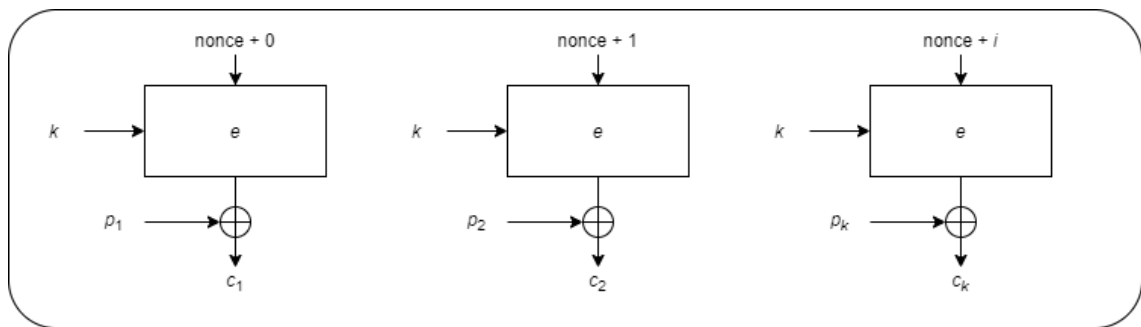 nonce + 0 nonce + 1 nonce + i
k e k e k e
p₁ p₂ pₖ
c₁ c₂ cₖ